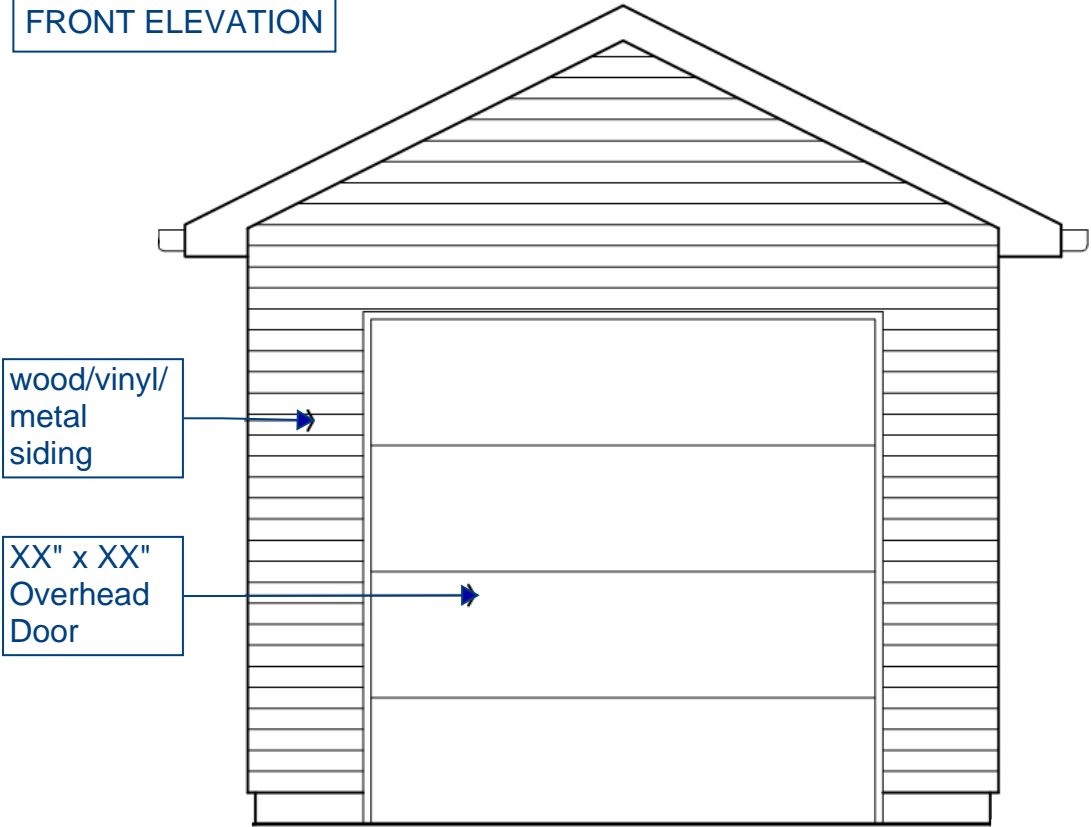 FRONT ELEVATION
wood/vinyl/
metal
siding
XX" x XX"
Overhead
Door